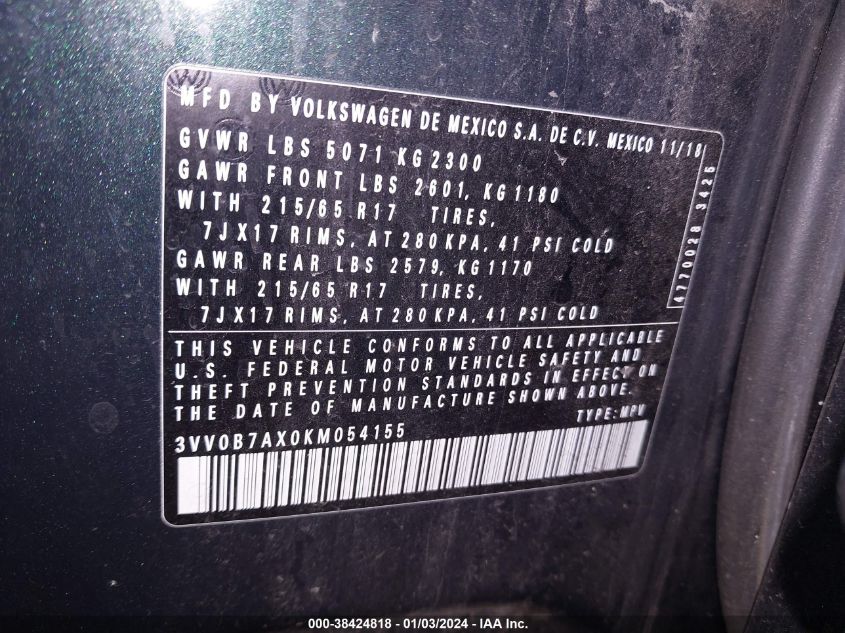 MFD BY VOLKSWAGEN DE MEXICO S.A. DE C.V. MEXICO 11/18
GVWR LBS 5071 KG 2300
GAWR FRONT LBS 2601, KG 1180
WITH 215/65 R17 TIRES,
7JX17 RIMS, AT 280 KPA, 41 PSI COLD
GAWR REAR LBS 2579, KG 1170
WITH 215/65 R17 TIRES,
7JX17 RIMS, AT 280 KPA, 41 PSI COLD
4770028 3425
THIS VEHICLE CONFORMS TO ALL APPLICABLE
U.S. FEDERAL MOTOR VEHICLE SAFETY AND
THEFT PREVENTION STANDARDS IN EFFECT ON
THE DATE OF MANUFACTURE SHOWN ABOVE.
TYPE: MPV
3VV0B7AX0KM054155
000-38424818 - 01/03/2024 - IAA Inc.